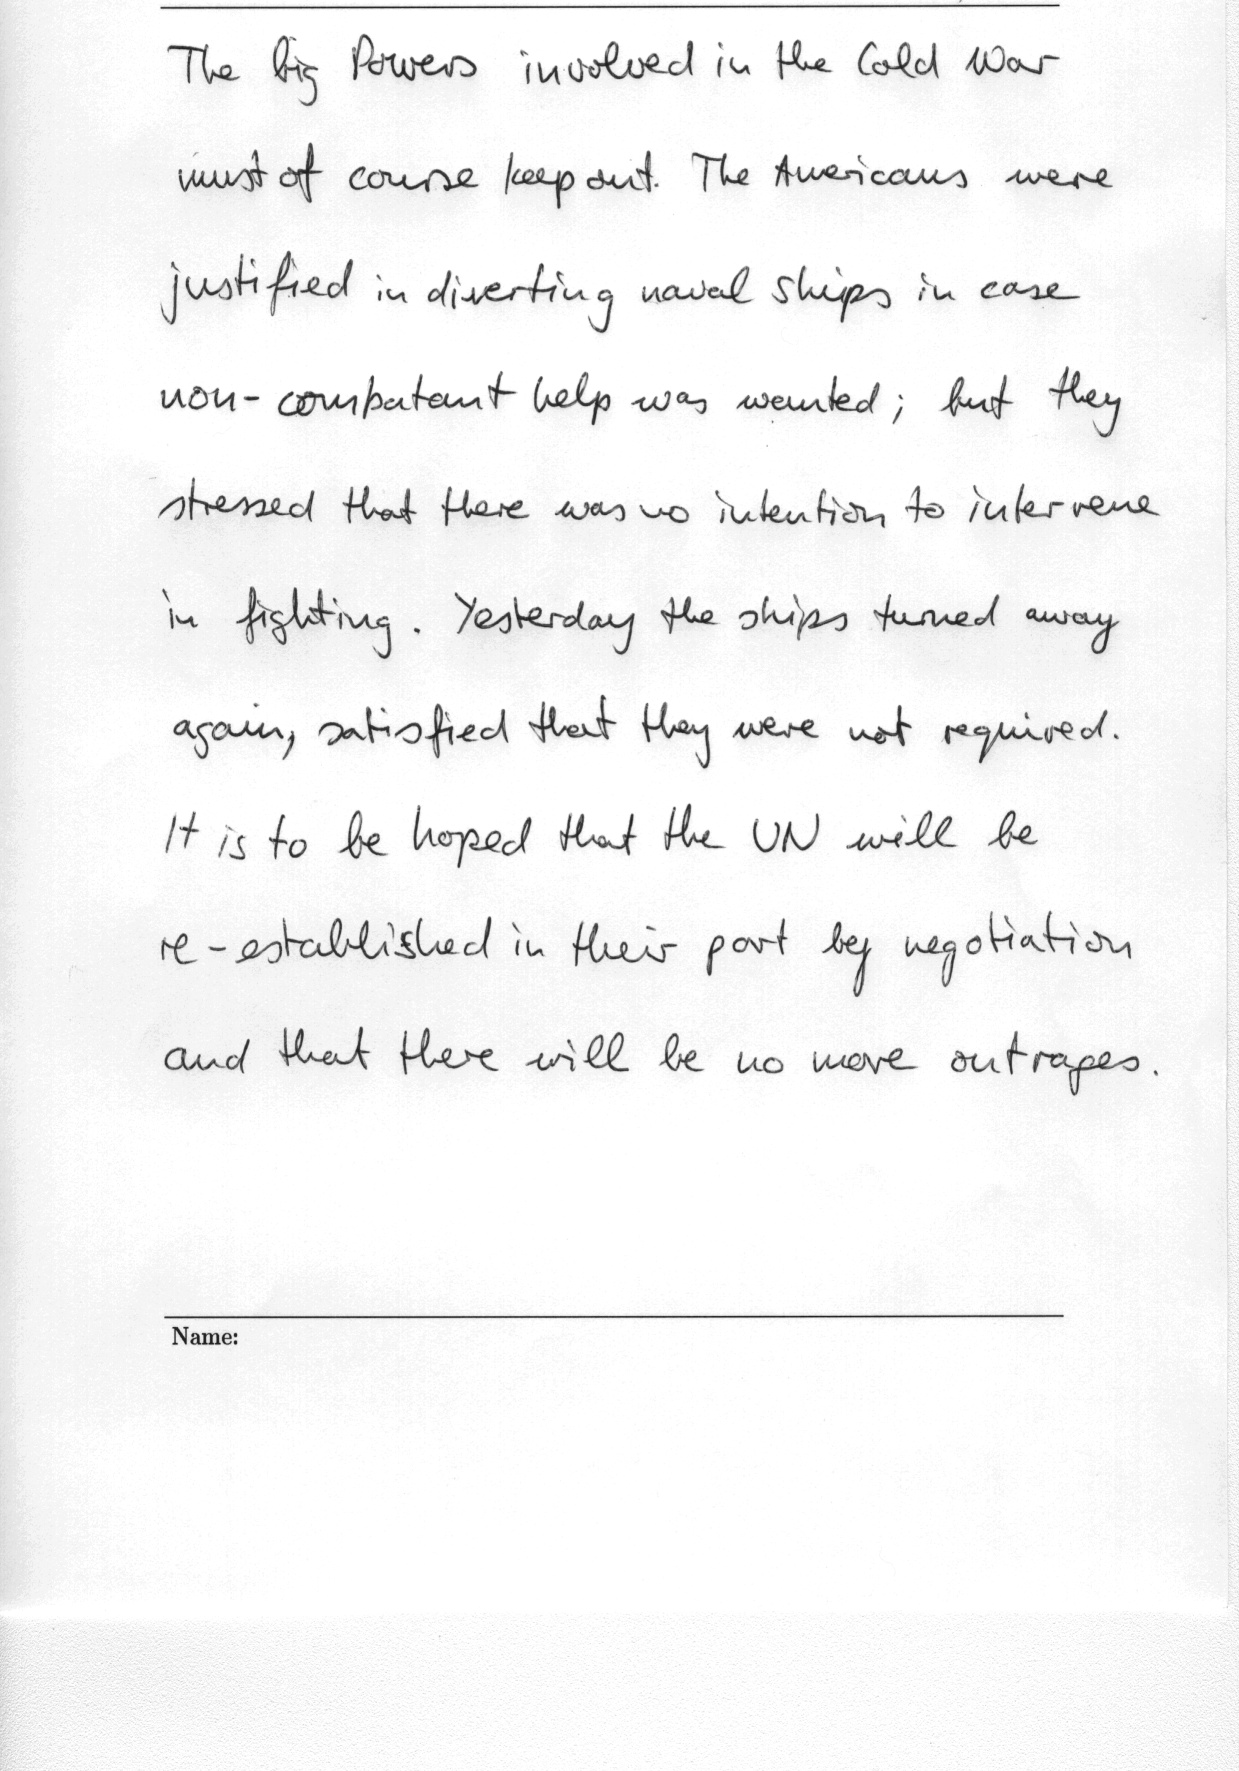 The big Powers involved in the Cold War
must of course keep out. The Americans were
justified in diverting naval ships in case
non-combatant help was wanted; but they
stressed that there was no intention to intervene
in fighting. Yesterday the ships turned away
again, satisfied that they were not required.
It is to be hoped that the UN will be
re-established in their port by negotiation
and that there will be no more outrages.
Name: